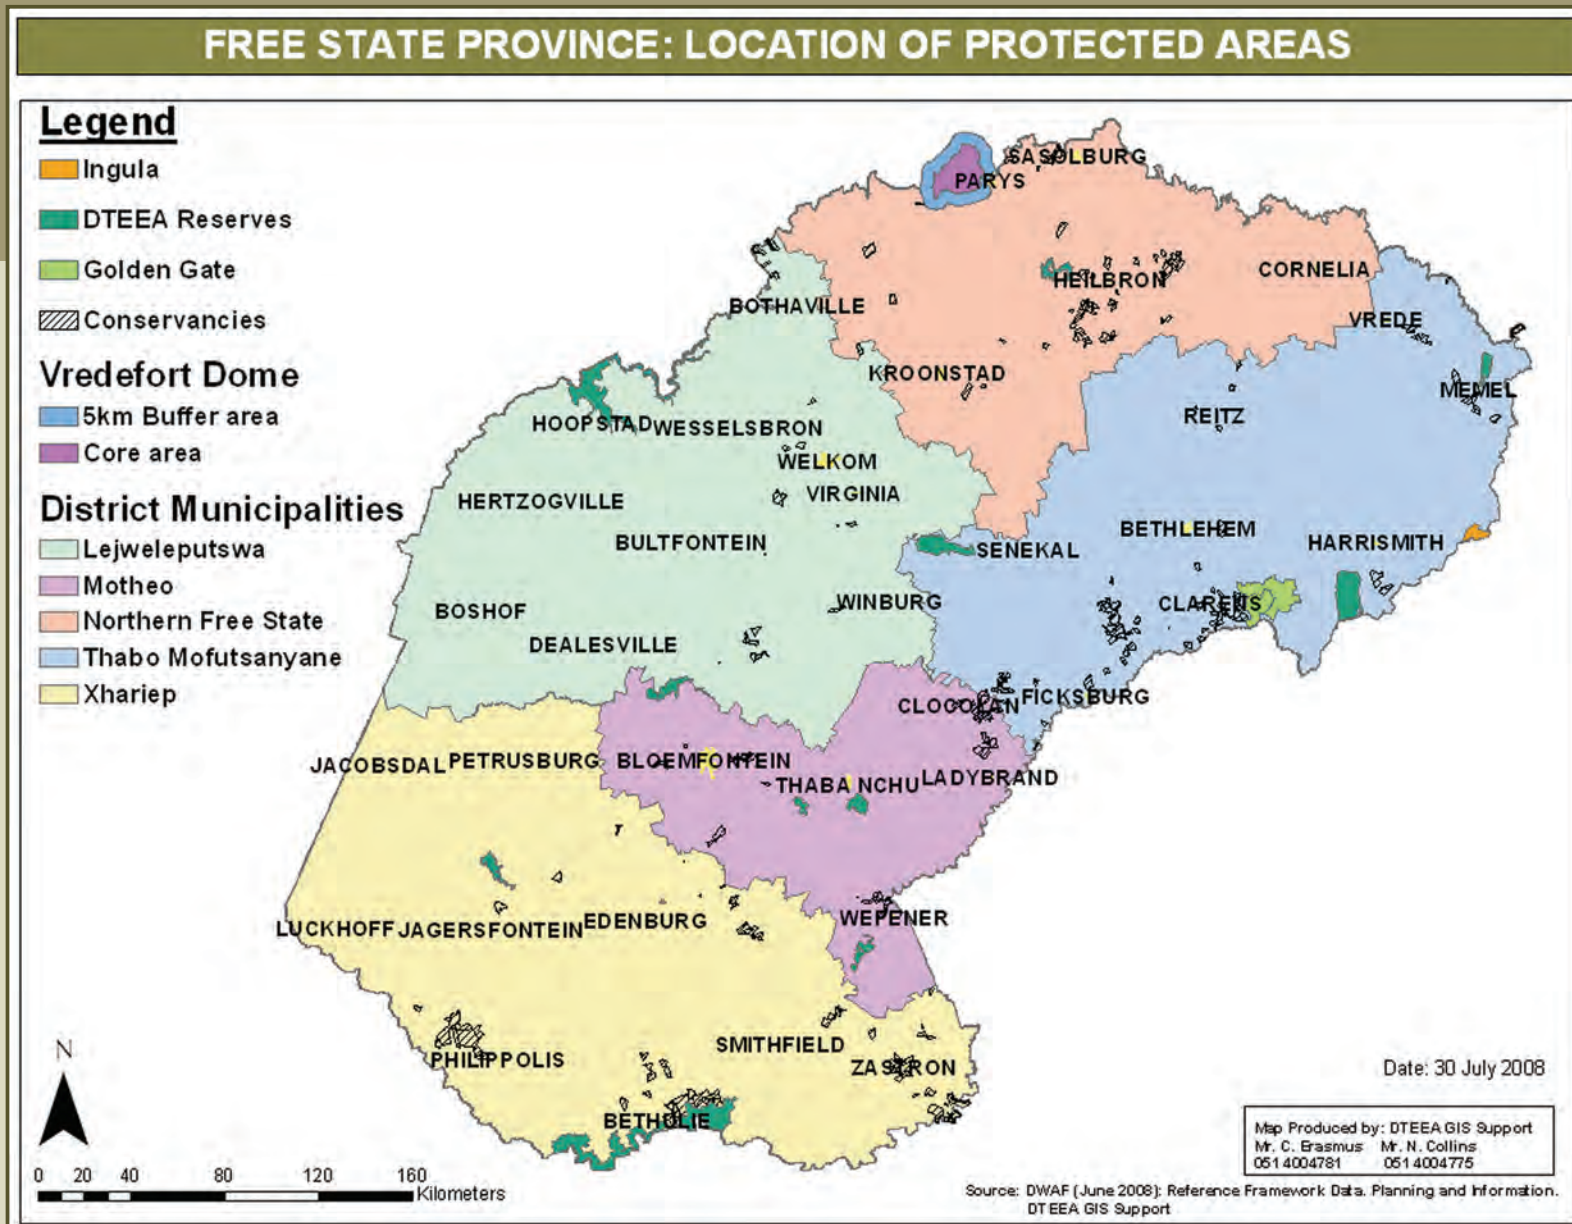 FREE STATE PROVINCE: LOCATION OF PROTECTED AREAS
Legend
Ingula
DTEEA Reserves
Golden Gate
Conservancies
Vredefort Dome
5km Buffer area
Core area
District Municipalities
Lejweleputswa
Motheo
Northern Free State
Thabo Mofutsanyane
Xhariep
SASOLBURG
PARYS
HEILBRON
CORNELIA
BOTHAVILLE
VREDE
KROONSTAD
MEMEL
REITZ
HOOPSTAD
WESSELSBRON
WELKOM
HERTZOGVILLE
VIRGINIA
BETHLEHEM
BULTFONTEIN
SENEKAL
HARRISMITH
WINBURG
CLARENS
BOSHOF
DEALESVILLE
CLOCOLAN
FICKSBURG
JACOBSDAL
PETRUSBURG
BLOEMFONTEIN
THABA NCHU
LADYBRAND
LUCKHOFF
JAGERSFONTEIN
EDENBURG
WEPENER
SMITHFIELD
PHILIPPOLIS
ZASTRON
BETHULIE
N
0 20 40 80 120 160
Kilometers
Date: 30 July 2008
Map Produced by: DTEEA GIS Support
Mr. C. Erasmus Mr. N. Collins
051 4004781 051 4004775
Source: DWAF (June 2008): Reference Framework Data. Planning and Information.
DTEEA GIS Support